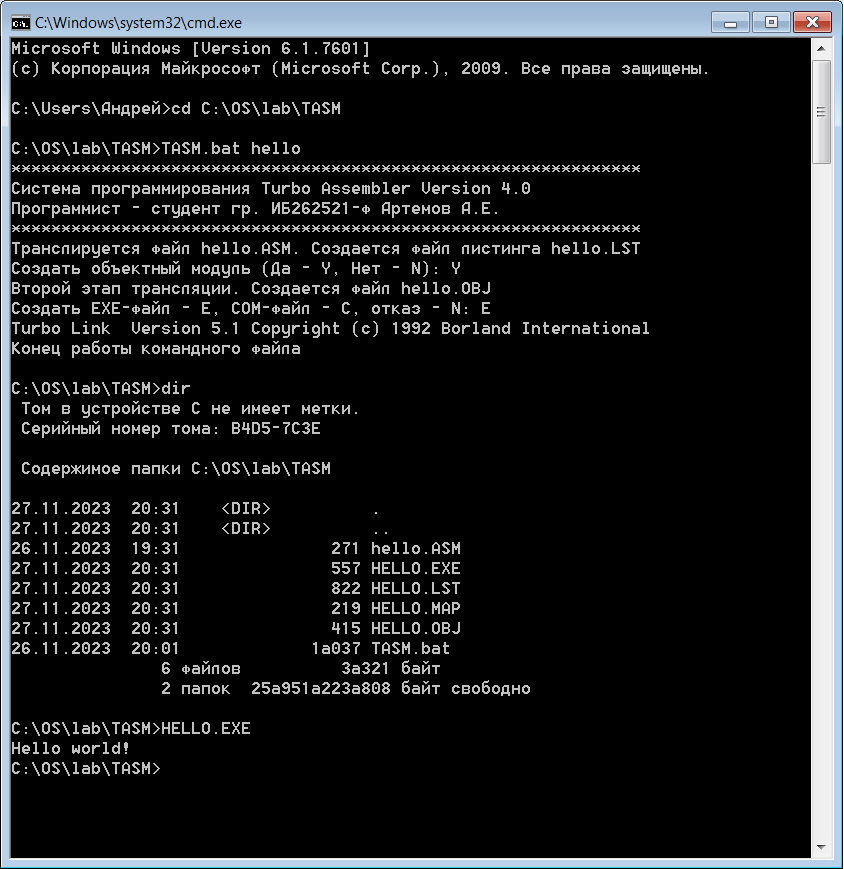 C:\Windows\system32\cmd.exe
Microsoft Windows [Version 6.1.7601]
(c) Корпорация Майкрософт (Microsoft Corp.), 2009. Все права защищены.
C:\Users\Андрей>cd C:\OS\lab\TASM
C:\OS\lab\TASM>TASM.bat hello
***************************************************************
Система программирования Turbo Assembler Version 4.0
Программист - студент гр. ИБ262521-ф Артемов А.Е.
***************************************************************
Транслируется файл hello.ASM. Создается файл листинга hello.LST
Создать объектный модуль (Да - Y, Нет - N): Y
Второй этап трансляции. Создается файл hello.OBJ
Создать EXE-файл - E, COM-файл - C, отказ - N: E
Turbo Link  Version 5.1 Copyright (c) 1992 Borland International
Конец работы командного файла
C:\OS\lab\TASM>dir
Том в устройстве C не имеет метки.
Серийный номер тома: B4D5-7C3E
Содержимое папки C:\OS\lab\TASM
27.11.2023  20:31    <DIR>          .
27.11.2023  20:31    <DIR>          ..
26.11.2023  19:31               271 hello.ASM
27.11.2023  20:31               557 HELLO.EXE
27.11.2023  20:31               822 HELLO.LST
27.11.2023  20:31               219 HELLO.MAP
27.11.2023  20:31               415 HELLO.OBJ
26.11.2023  20:01             1а037 TASM.bat
6 файлов          3а321 байт
2 папок  25а951а223а808 байт свободно
C:\OS\lab\TASM>HELLO.EXE
Hello world!
C:\OS\lab\TASM>